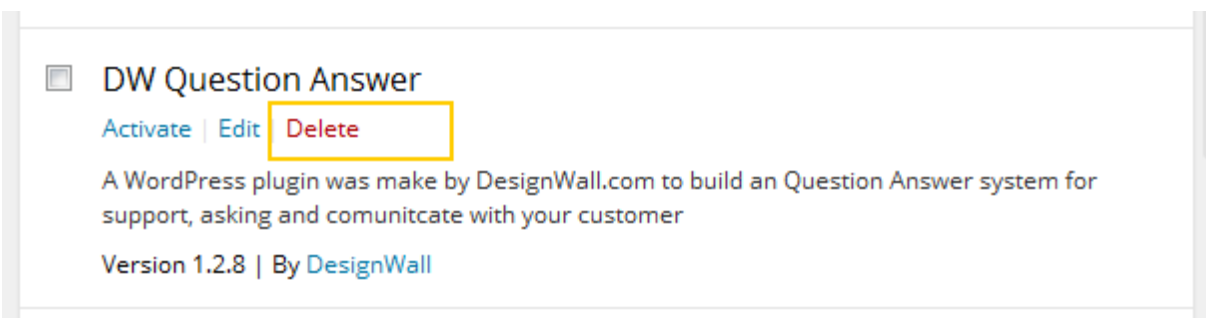 DW Question Answer
Activate | Edit | Delete
A WordPress plugin was make by DesignWall.com to build an Question Answer system for
support, asking and comunitcate with your customer
Version 1.2.8 | By DesignWall